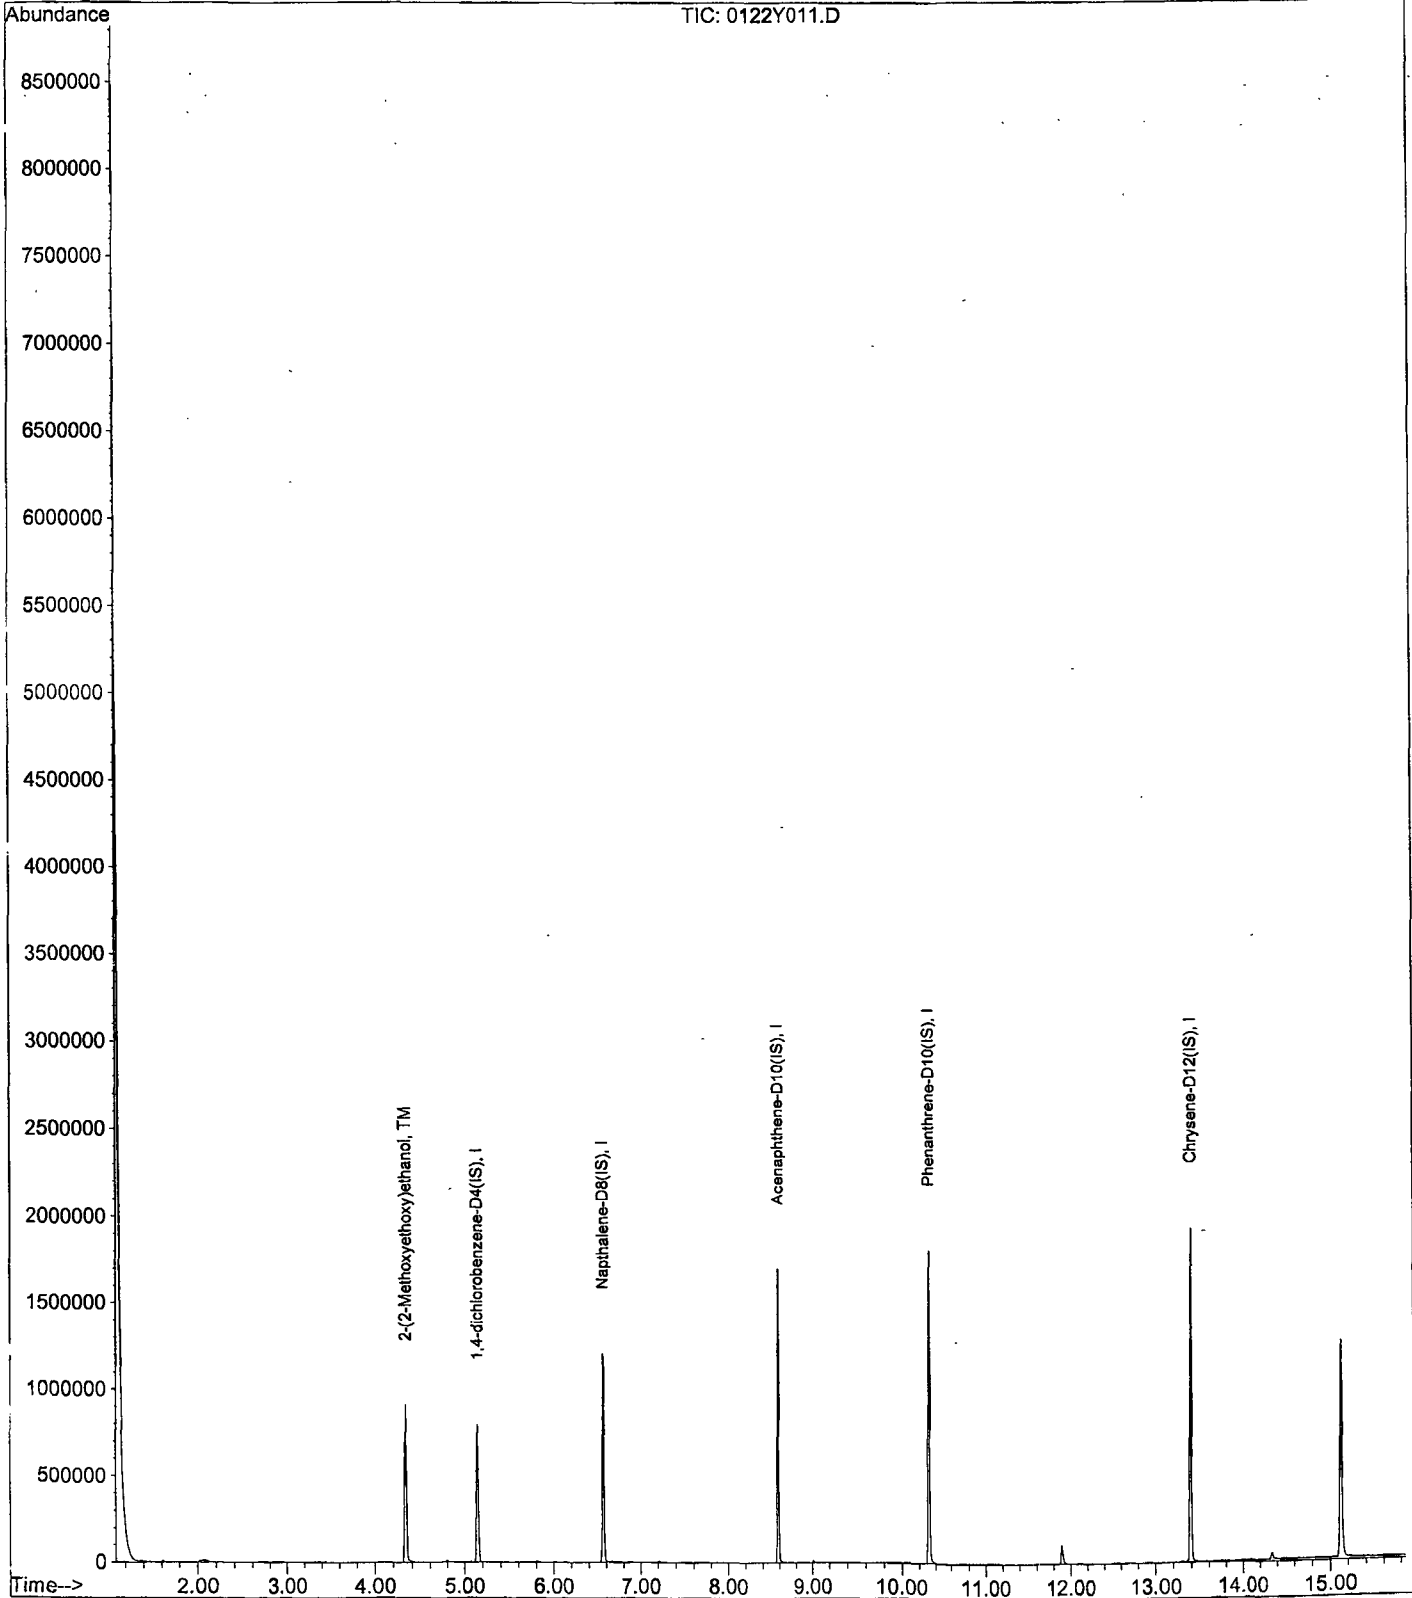 Abundance
TIC: 0122Y011.D
8500000
8000000
7500000
7000000
6500000
6000000
5500000
5000000
4500000
4000000
3500000
3000000
2500000
2000000
1500000
1000000
500000
0
2-(2-Methoxyethoxy)ethanol, TM
1,4-dichlorobenzene-D4(IS), I
Napthalene-D8(IS), I
Acenaphthene-D10(IS), I
Phenanthrene-D10(IS), I
Chrysene-D12(IS), I
Time--> 2.00 3.00 4.00 5.00 6.00 7.00 8.00 9.00 10.00 11.00 12.00 13.00 14.00 15.00